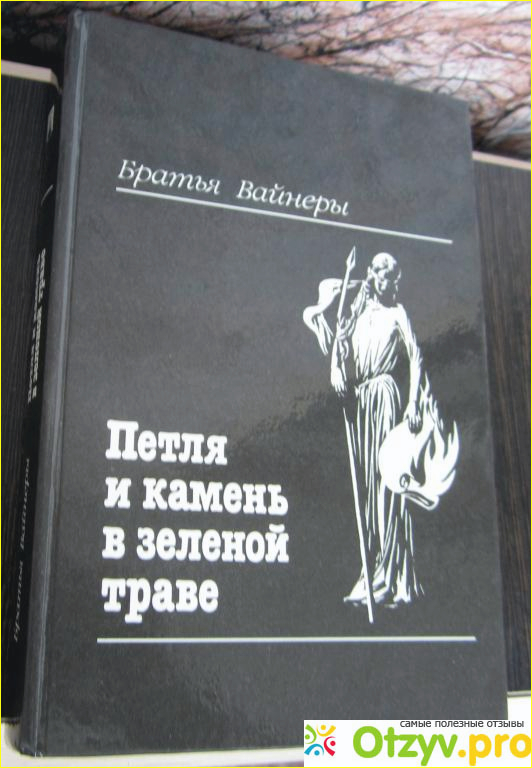 Братья Вайнеры
Петля
и камень
в зеленой
траве
Братья Вайнеры
самые полезные отзывы
Otzyv.pro